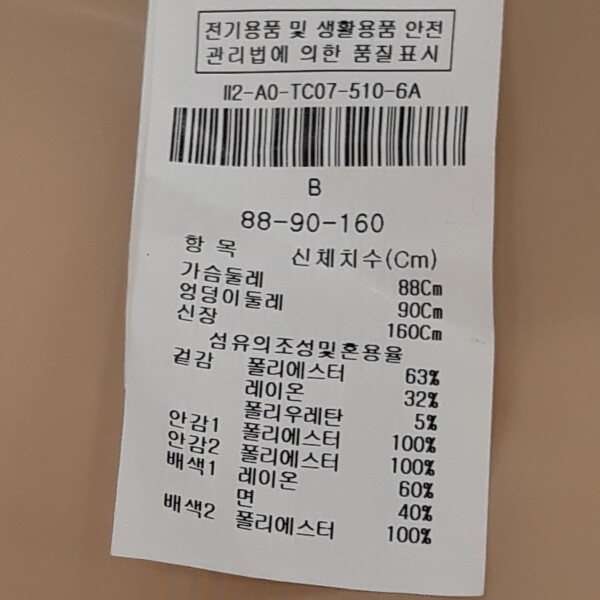 전기용품 및 생활용품 안전
관리법에 의한 품질표시
II2-A0-TC07-510-6A
B
88-90-160
항 목 신체치수(Cm)
가슴둘레 88Cm
엉덩이둘레 90Cm
신장 160Cm
섬유의조성및혼용율
겉감 폴리에스터 63%
레이온 32%
폴리우레탄 5%
안감1 폴리에스터 100%
안감2 폴리에스터 100%
배색1 레이온 60%
면 40%
배색2 폴리에스터 100%